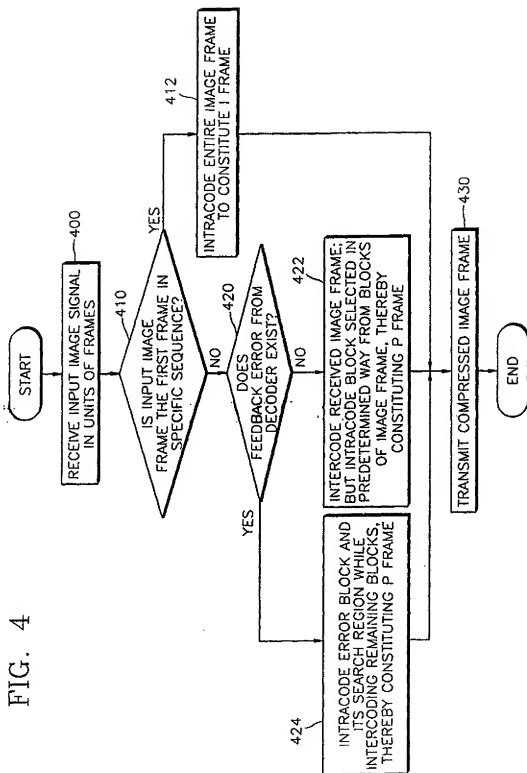 FIG. 4
START
RECEIVE INPUT IMAGE SIGNAL
IN UNITS OF FRAMES
400
410
IS INPUT IMAGE
FRAME THE FIRST FRAME IN
SPECIFIC SEQUENCE?
YES
412
INTRACODE ENTIRE IMAGE FRAME
TO CONSTITUTE I FRAME
NO
420
DOES
FEEDBACK ERROR FROM
DECODER EXIST?
YES
NO
424
INTRACODE ERROR BLOCK AND
ITS SEARCH REGION WHILE
INTERCODING REMAINING BLOCKS,
THEREBY CONSTITUTING P FRAME
422
INTERCODE RECEIVED IMAGE FRAME;
BUT INTRACODE BLOCK SELECTED IN
PREDETERMINED WAY FROM BLOCKS
OF IMAGE FRAME, THEREBY
CONSTITUTING P FRAME
430
TRANSMIT COMPRESSED IMAGE FRAME
END